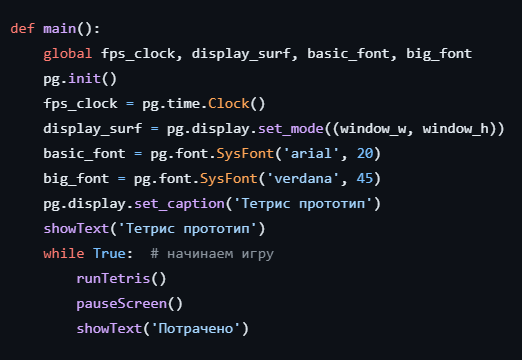 def main():
    global fps_clock, display_surf, basic_font, big_font
    pg.init()
    fps_clock = pg.time.Clock()
    display_surf = pg.display.set_mode((window_w, window_h))
    basic_font = pg.font.SysFont('arial', 20)
    big_font = pg.font.SysFont('verdana', 45)
    pg.display.set_caption('Тетрис прототип')
    showText('Тетрис прототип')
    while True:  # начинаем игру
        runTetris()
        pauseScreen()
        showText('Потрачено')